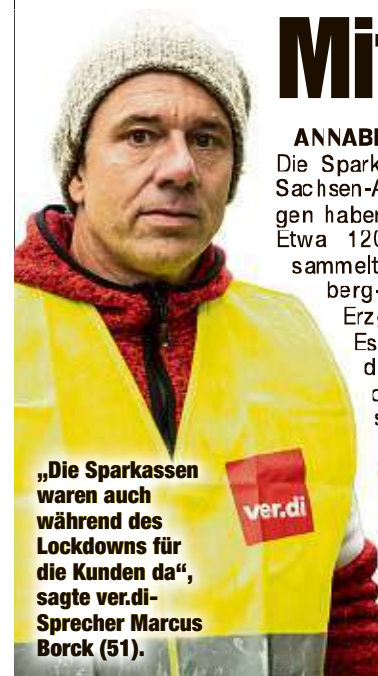 Mi
ANNAB
Die Spark
Sachsen-A
gen haben
Etwa 120
sammelt
berg-
Erz
Es
d
„Die Sparkassen
waren auch
während des
Lockdowns für
die Kunden da“,
sagte ver.di-
Sprecher Marcus
Borck (51).
ver.di